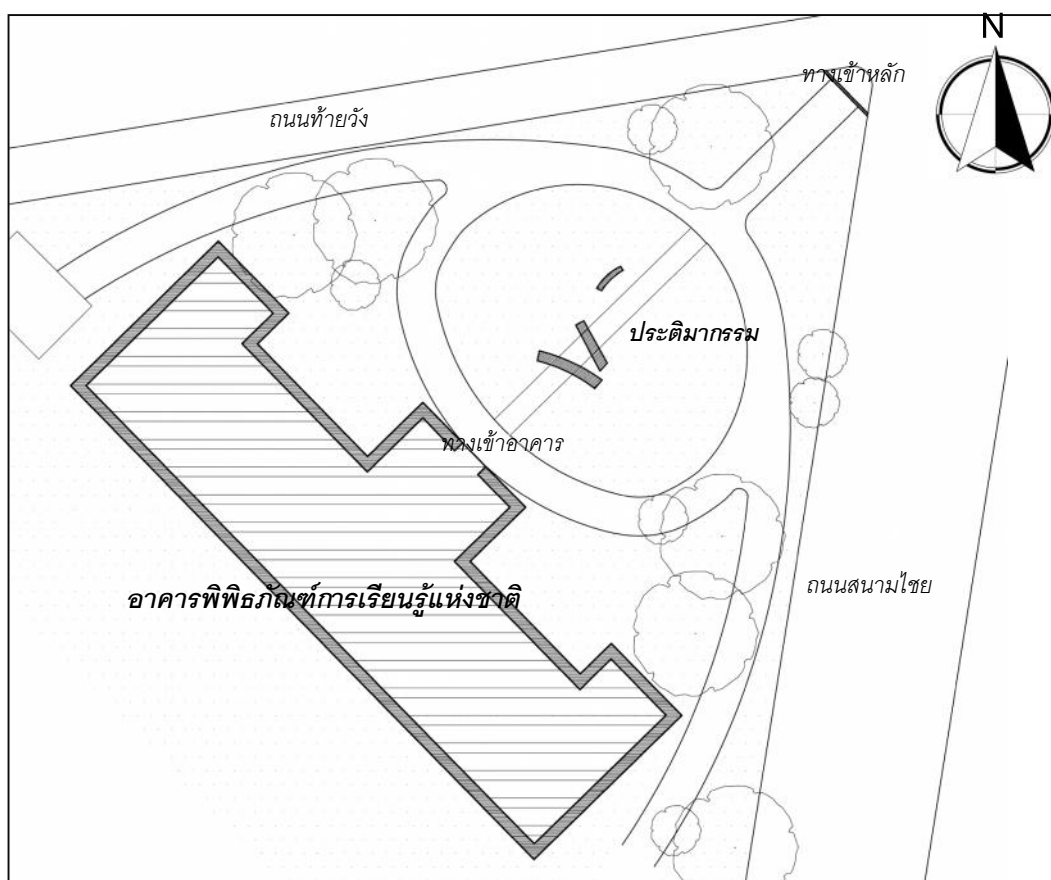 N
ทางเข้าหลัก
ถนนท้ายวัง
ประติมากรรม
ทางเข้าอาคาร
ถนนสนามไชย
อาคารพิพิธภัณฑ์การเรียนรู้แห่งชาติ